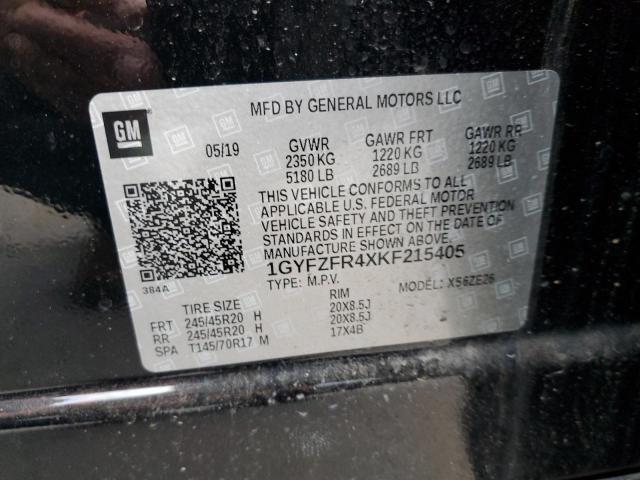 MFD BY GENERAL MOTORS LLC
GM
05/19 GVWR GAWR FRT GAWR RR
2350 KG 1220 KG 1220 KG
5180 LB 2689 LB 2689 LB
THIS VEHICLE CONFORMS TO ALL
APPLICABLE U.S. FEDERAL MOTOR
VEHICLE SAFETY AND THEFT PREVENTION
STANDARDS IN EFFECT ON THE DATE OF
MANUFACTURE SHOWN ABOVE.
1GYFZFR4XKF215405
384A TYPE: M.P.V. MODEL: XS6ZE26
TIRE SIZE RIM
FRT 245/45R20 H 20X8.5J
RR 245/45R20 H 20X8.5J
SPA T145/70R17 M 17X4B